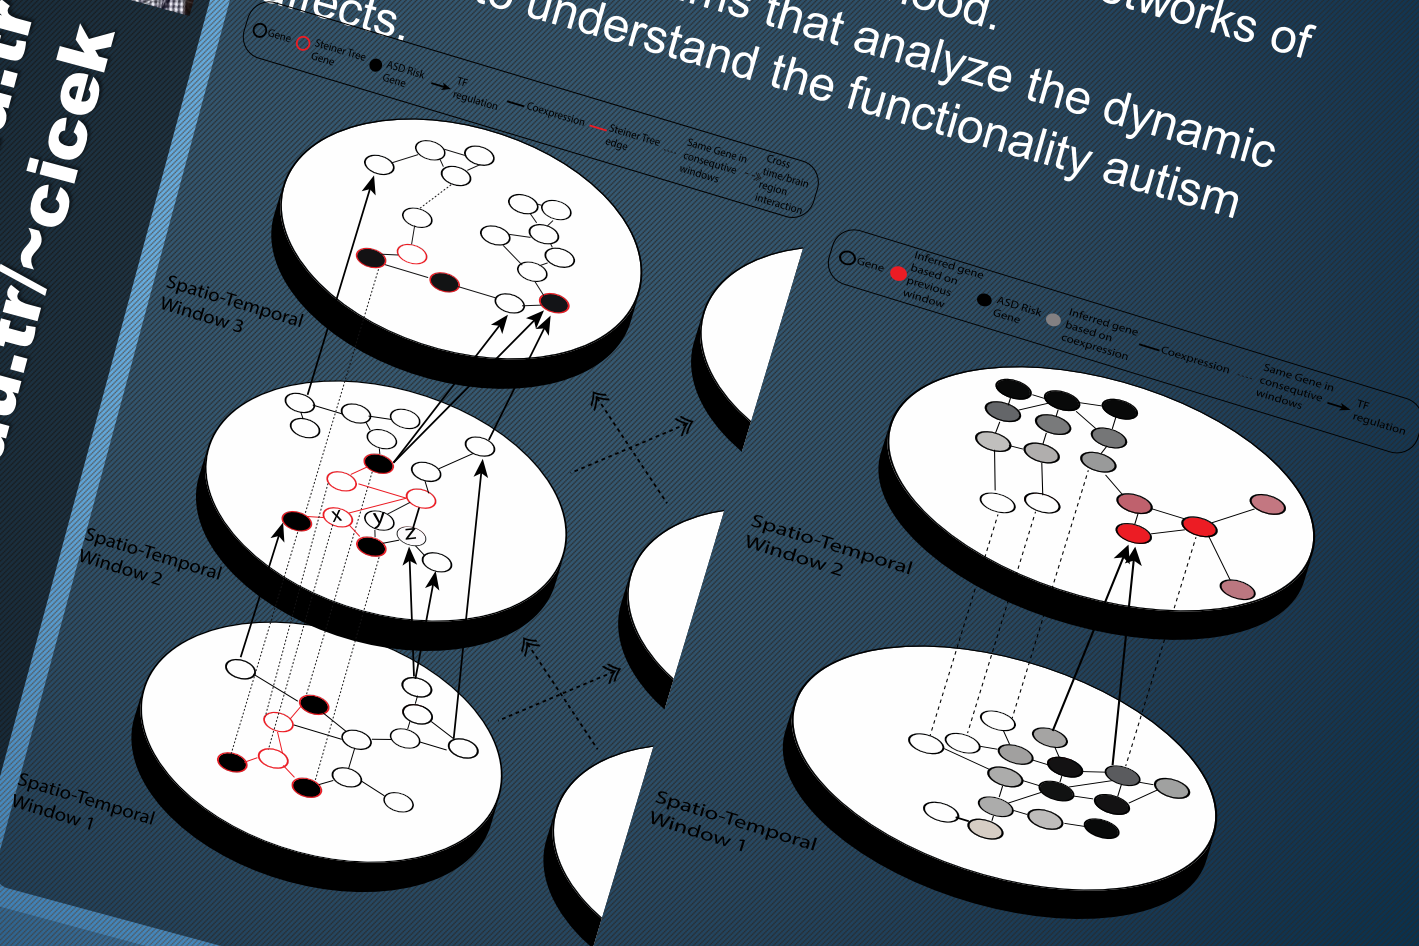 a.tr
a.tr/~cicek
etworks of
ood.
ms that analyze the dynamic
affects.
to understand the functionality autism
Gene
Steiner Tree
Gene
ASD Risk
Gene
TF
regulation
Coexpression
Steiner Tree
edge
Same Gene in
consequtive
windows
Cross
time/brain
region
interaction
Spatio-Temporal
Window 3
Spatio-Temporal
Window 2
x
y
z
Spatio-Temporal
Window 1
Gene
Inferred gene
based on
previous
window
ASD Risk
Gene
Inferred gene
based on
coexpression
Coexpression
Same Gene in
consequtive
windows
TF
regulation
Spatio-Temporal
Window 2
Spatio-Temporal
Window 1